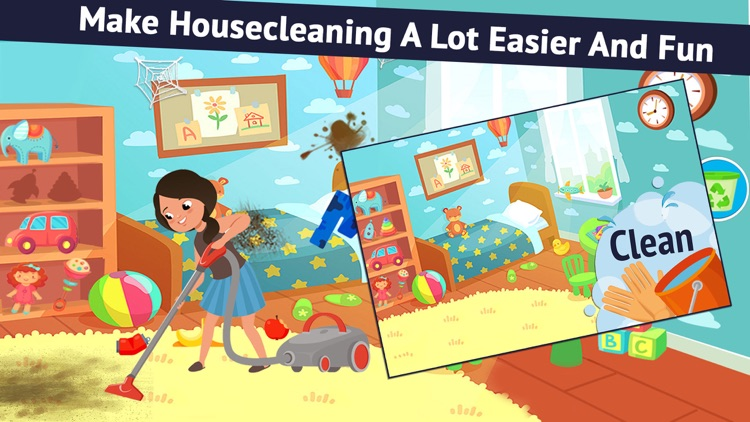 Make Housecleaning A Lot Easier And Fun
A
A
Clean
B C